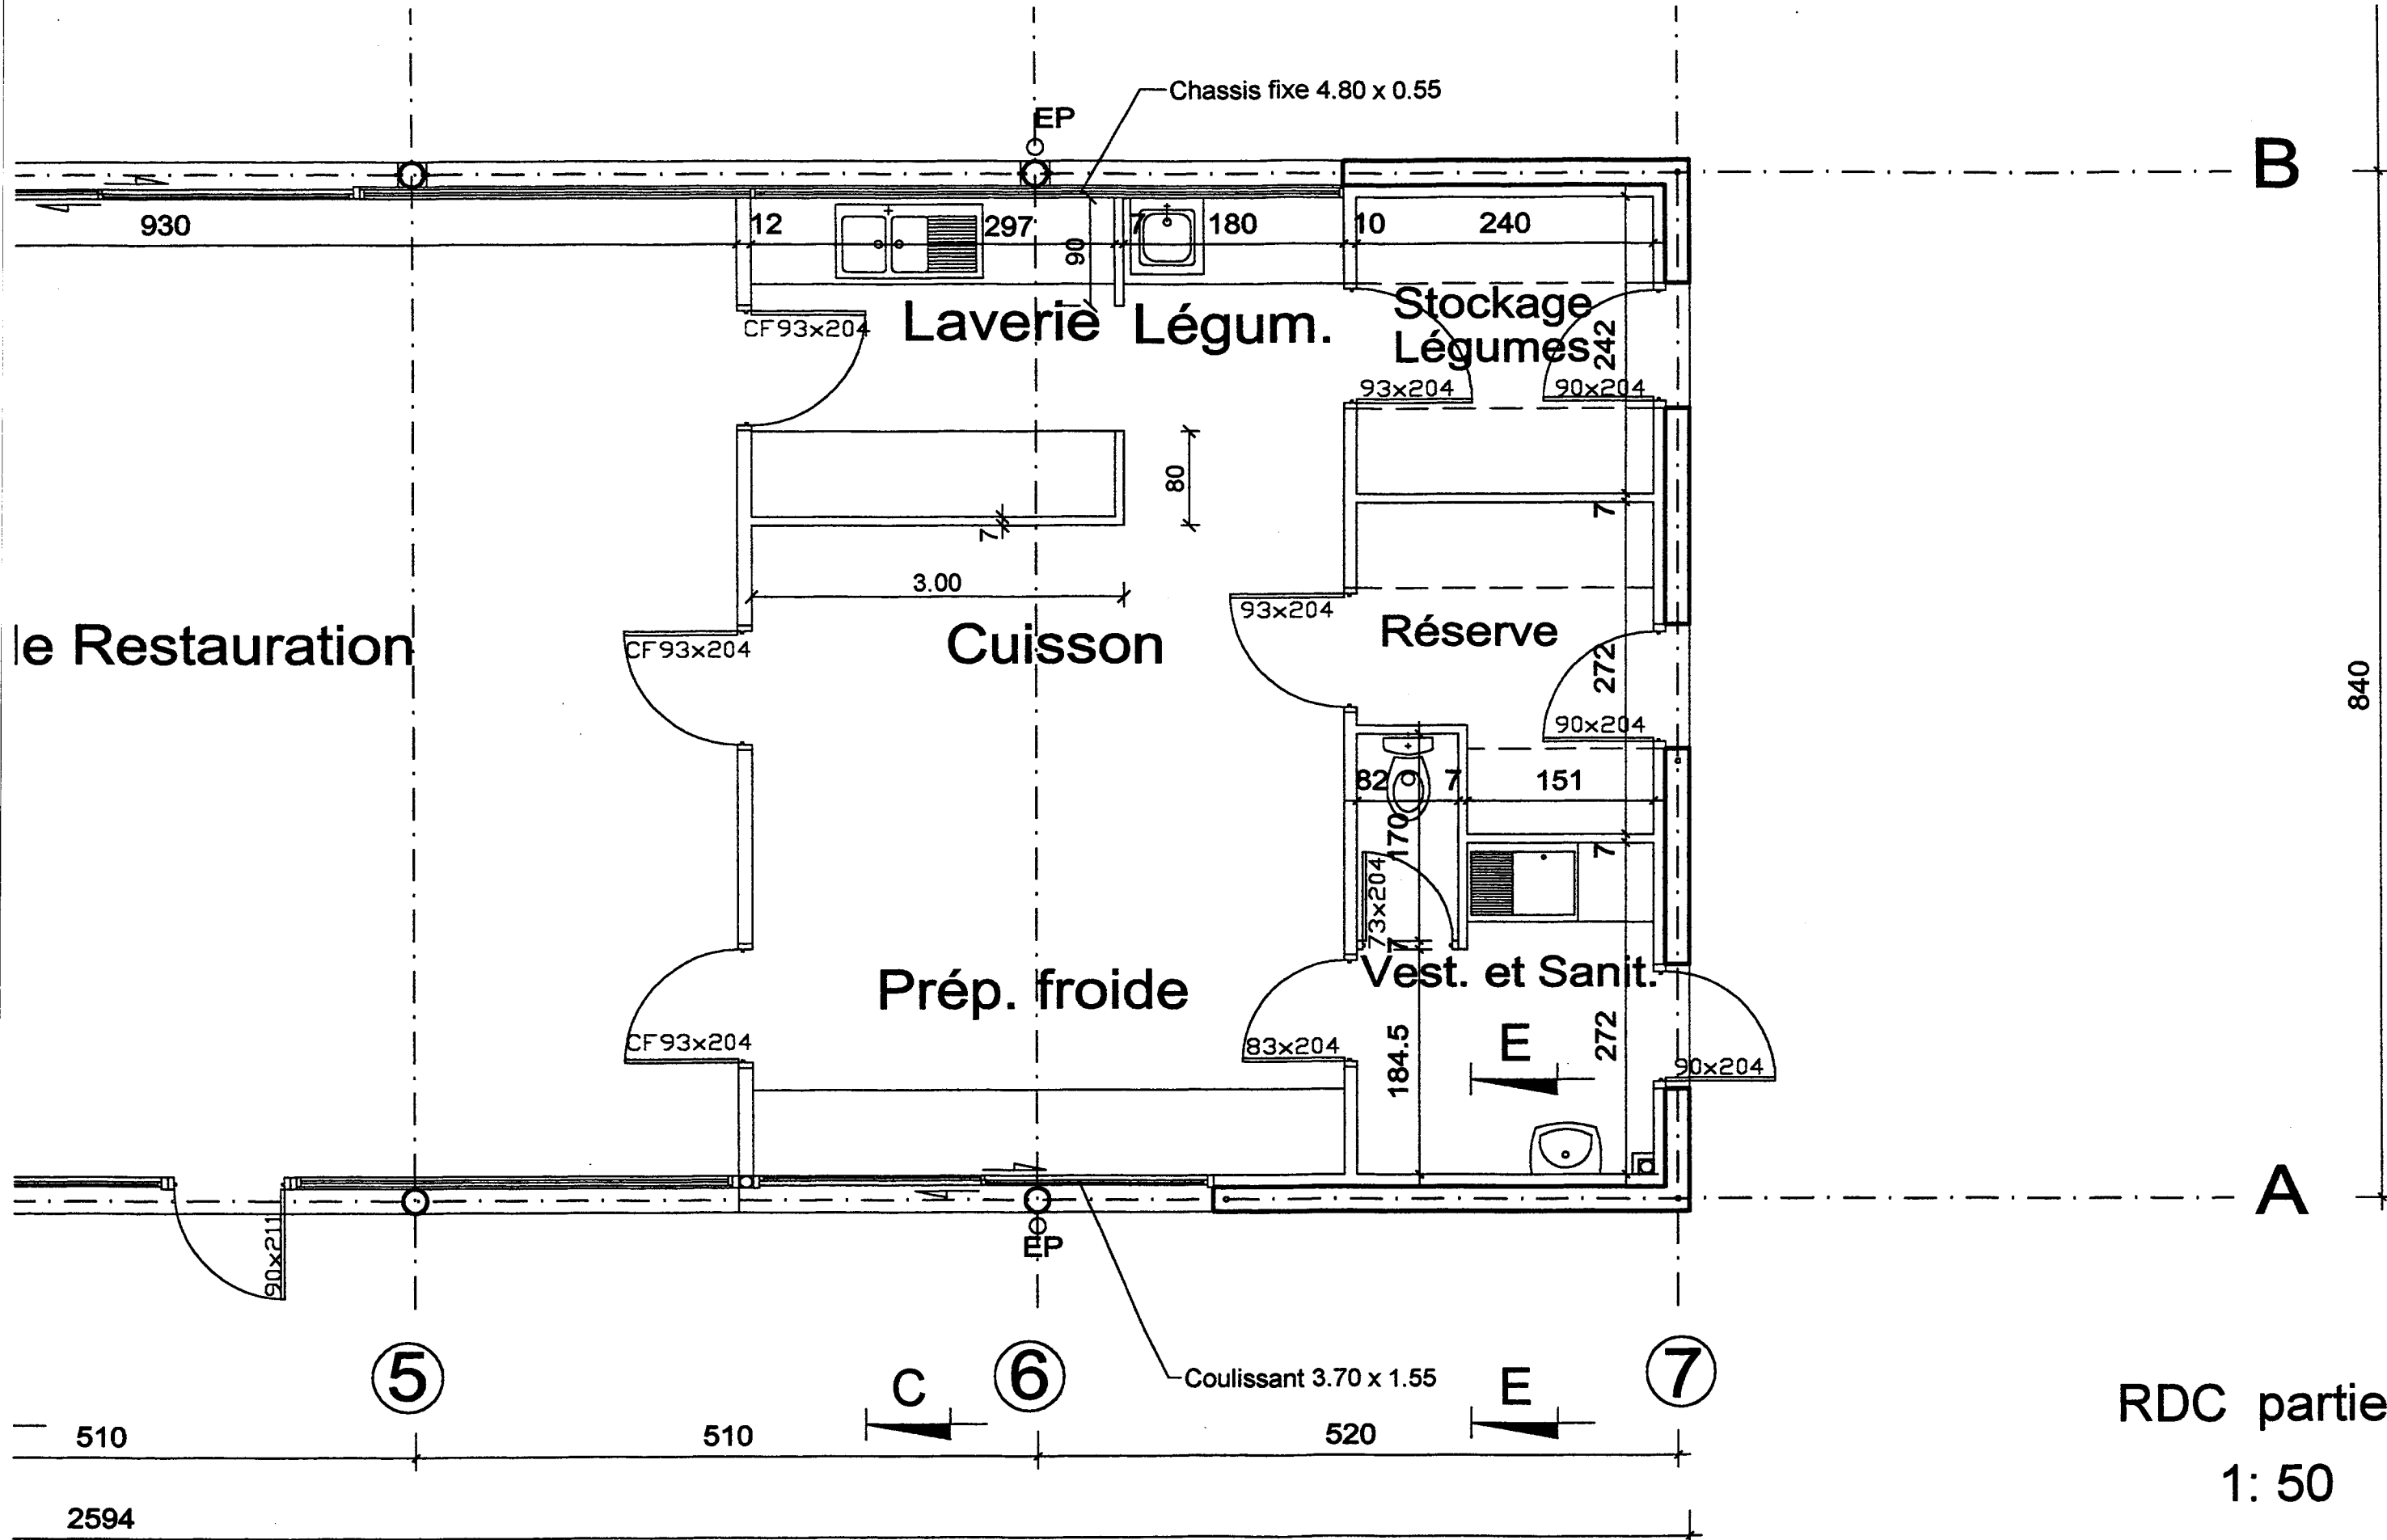 Chassis fixe 4.80 x 0.55
EP
B
930
12
297
90
7
180
10
240
Laverie
Légum.
Stockage
Légumes
242
CF93x204
93x204
90x204
80
7
7
3.00
le Restauration
CF93x204
Cuisson
93x204
Réserve
272
90x204
840
82
7
151
170
7
73x204
7
Prép. froide
Vest. et Sanit.
CF93x204
83x204
184.5
E
272
90x204
A
90x211
EP
5
6
7
C
Coulissant 3.70 x 1.55
E
RDC partie
510
510
520
1: 50
2594